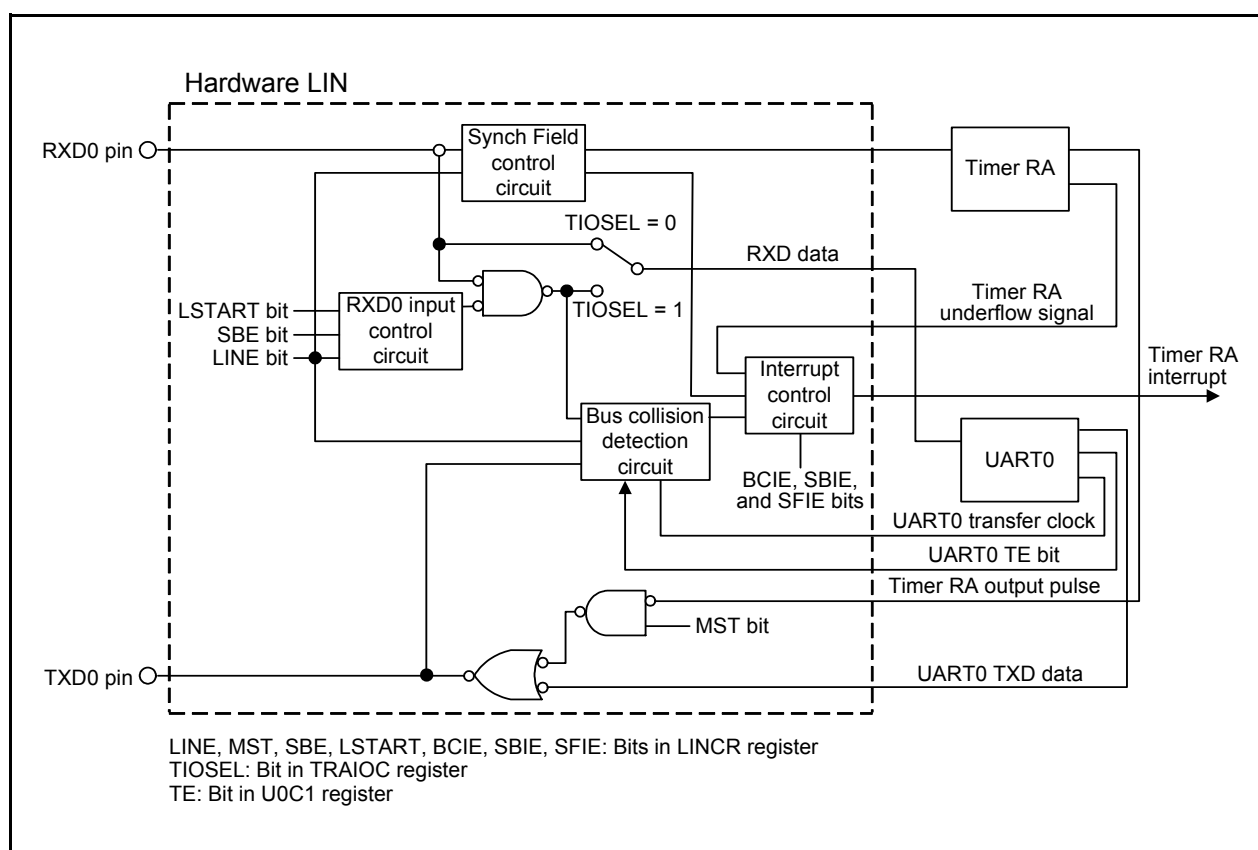 Hardware LIN
RXD0 pin
Synch Field
control
circuit
Timer RA
TIOSEL = 0
RXD data
TIOSEL = 1
LSTART bit
SBE bit
LINE bit
RXD0 input
control
circuit
Timer RA
underflow signal
Timer RA
interrupt
Interrupt
control
circuit
Bus collision
detection
circuit
BCIE, SBIE,
and SFIE bits
UART0
UART0 transfer clock
UART0 TE bit
Timer RA output pulse
MST bit
TXD0 pin
UART0 TXD data
LINE, MST, SBE, LSTART, BCIE, SBIE, SFIE: Bits in LINCR register
TIOSEL: Bit in TRAIOC register
TE: Bit in U0C1 register